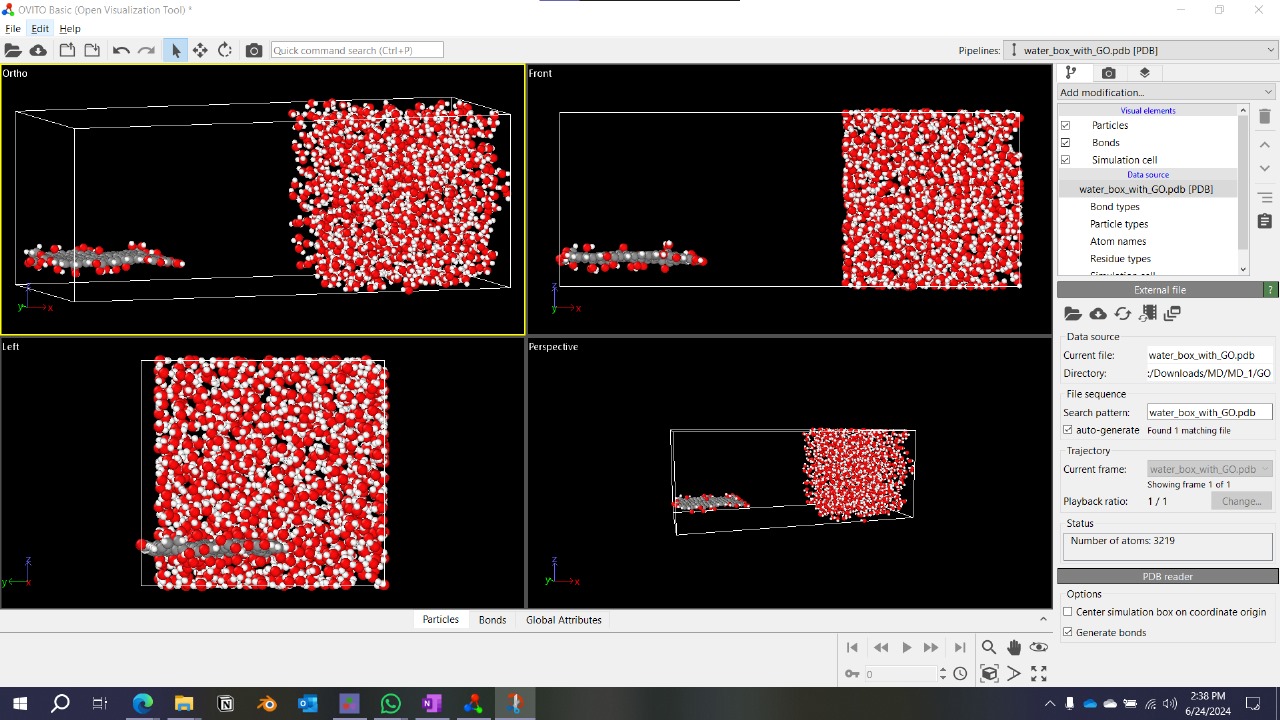 OVITO Basic (Open Visualization Tool) *
File Edit Help
Quick command search (Ctrl+P)
Pipelines: water_box_with_GO.pdb [PDB]
Ortho
z
y x
Front
z
y x
Left
z
y x
Perspective
z
y x
Add modification...
Visual elements
Particles
Bonds
Simulation cell
Data source
water_box_with_GO.pdb [PDB]
Bond types
Particle types
Atom names
Residue types
Simulation cell
External file ?
Data source
Current file: water_box_with_GO.pdb
Directory: :/Downloads/MD/MD_1/GO
File sequence
Search pattern: water_box_with_GO.pdb
auto-generate Found 1 matching file
Trajectory
Current frame: water_box_with_GO.pdb
Showing frame 1 of 1
Playback ratio: 1 / 1 Change...
Status
Number of atoms: 3219
PDB reader
Options
Center simulation box on coordinate origin
Generate bonds
Particles Bonds Global Attributes
0
2:38 PM
6/24/2024